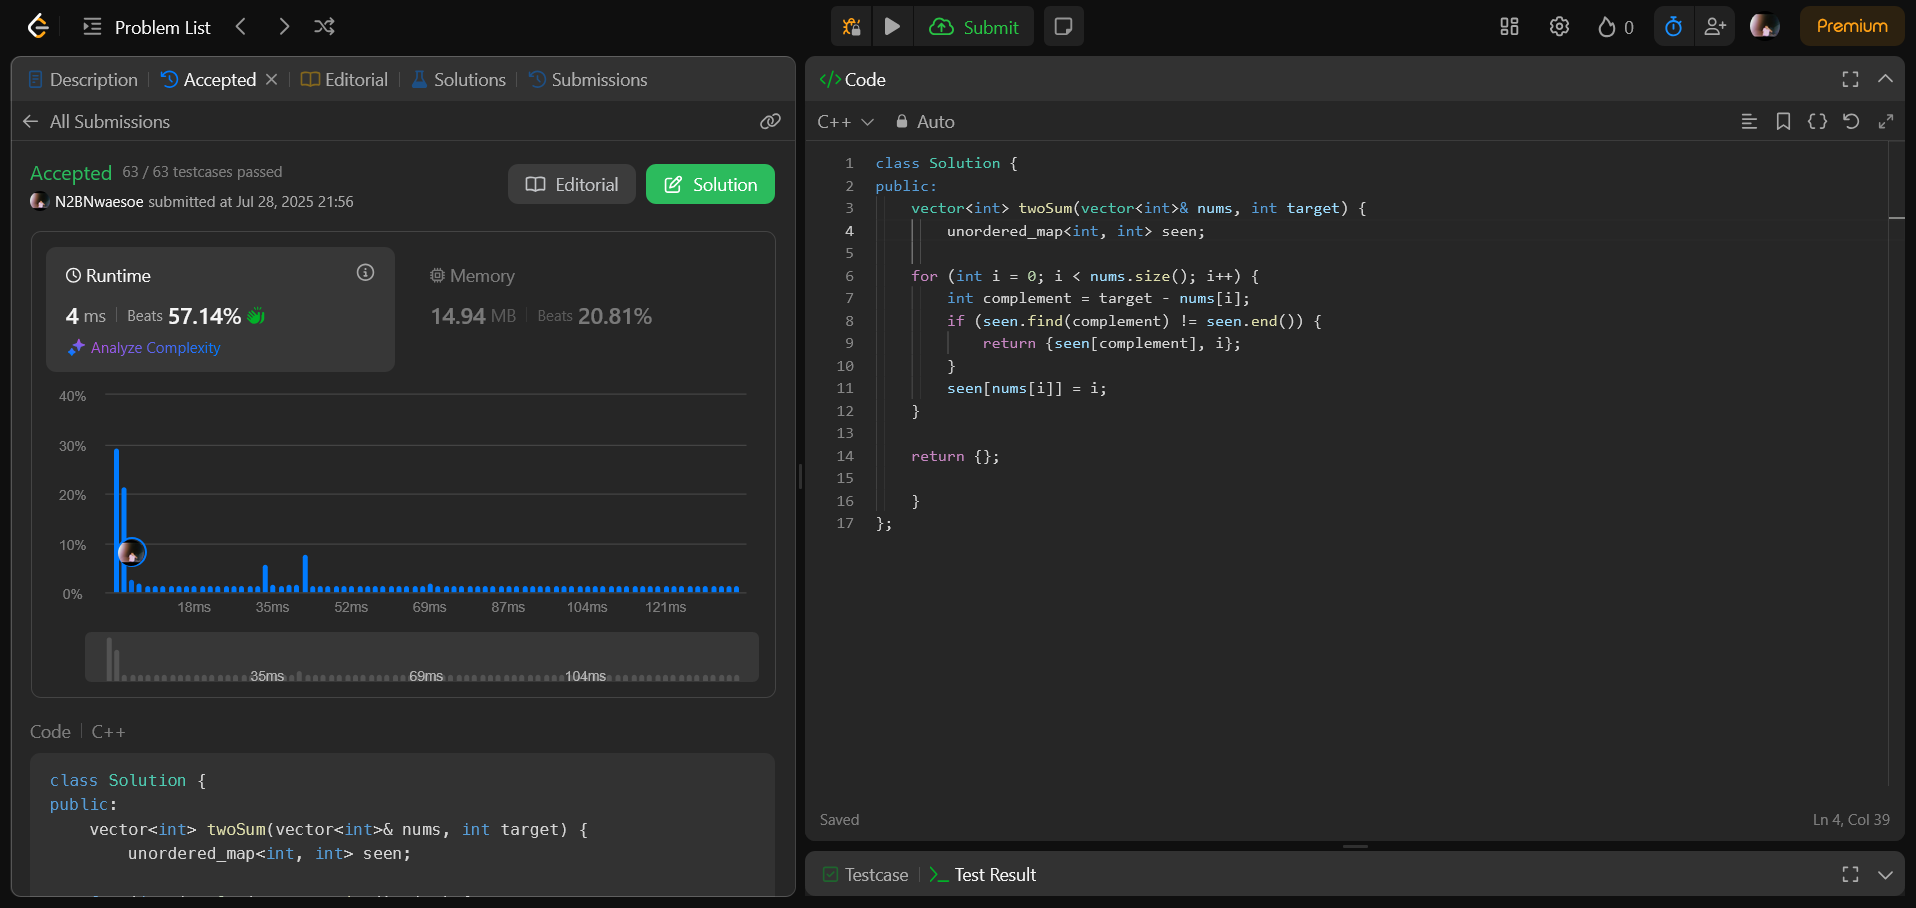 Problem List
Submit
0
Premium
Description
Accepted
Editorial
Solutions
Submissions
All Submissions
Accepted 63 / 63 testcases passed
N2BNwaesoe submitted at Jul 28, 2025 21:56
Editorial
Solution
Runtime
4 ms Beats 57.14%
Analyze Complexity
Memory
14.94 MB Beats 20.81%
40%
30%
20%
10%
0%
18ms 35ms 52ms 69ms 87ms 104ms 121ms
35ms 69ms 104ms
Code C++
class Solution {
public:
    vector<int> twoSum(vector<int>& nums, int target) {
        unordered_map<int, int> seen;
</>Code
C++ Auto
1 class Solution {
2 public:
3     vector<int> twoSum(vector<int>& nums, int target) {
4         unordered_map<int, int> seen;
5
6     for (int i = 0; i < nums.size(); i++) {
7         int complement = target - nums[i];
8         if (seen.find(complement) != seen.end()) {
9             return {seen[complement], i};
10         }
11         seen[nums[i]] = i;
12     }
13
14     return {};
15
16     }
17 };
Saved
Ln 4, Col 39
Testcase
>_ Test Result